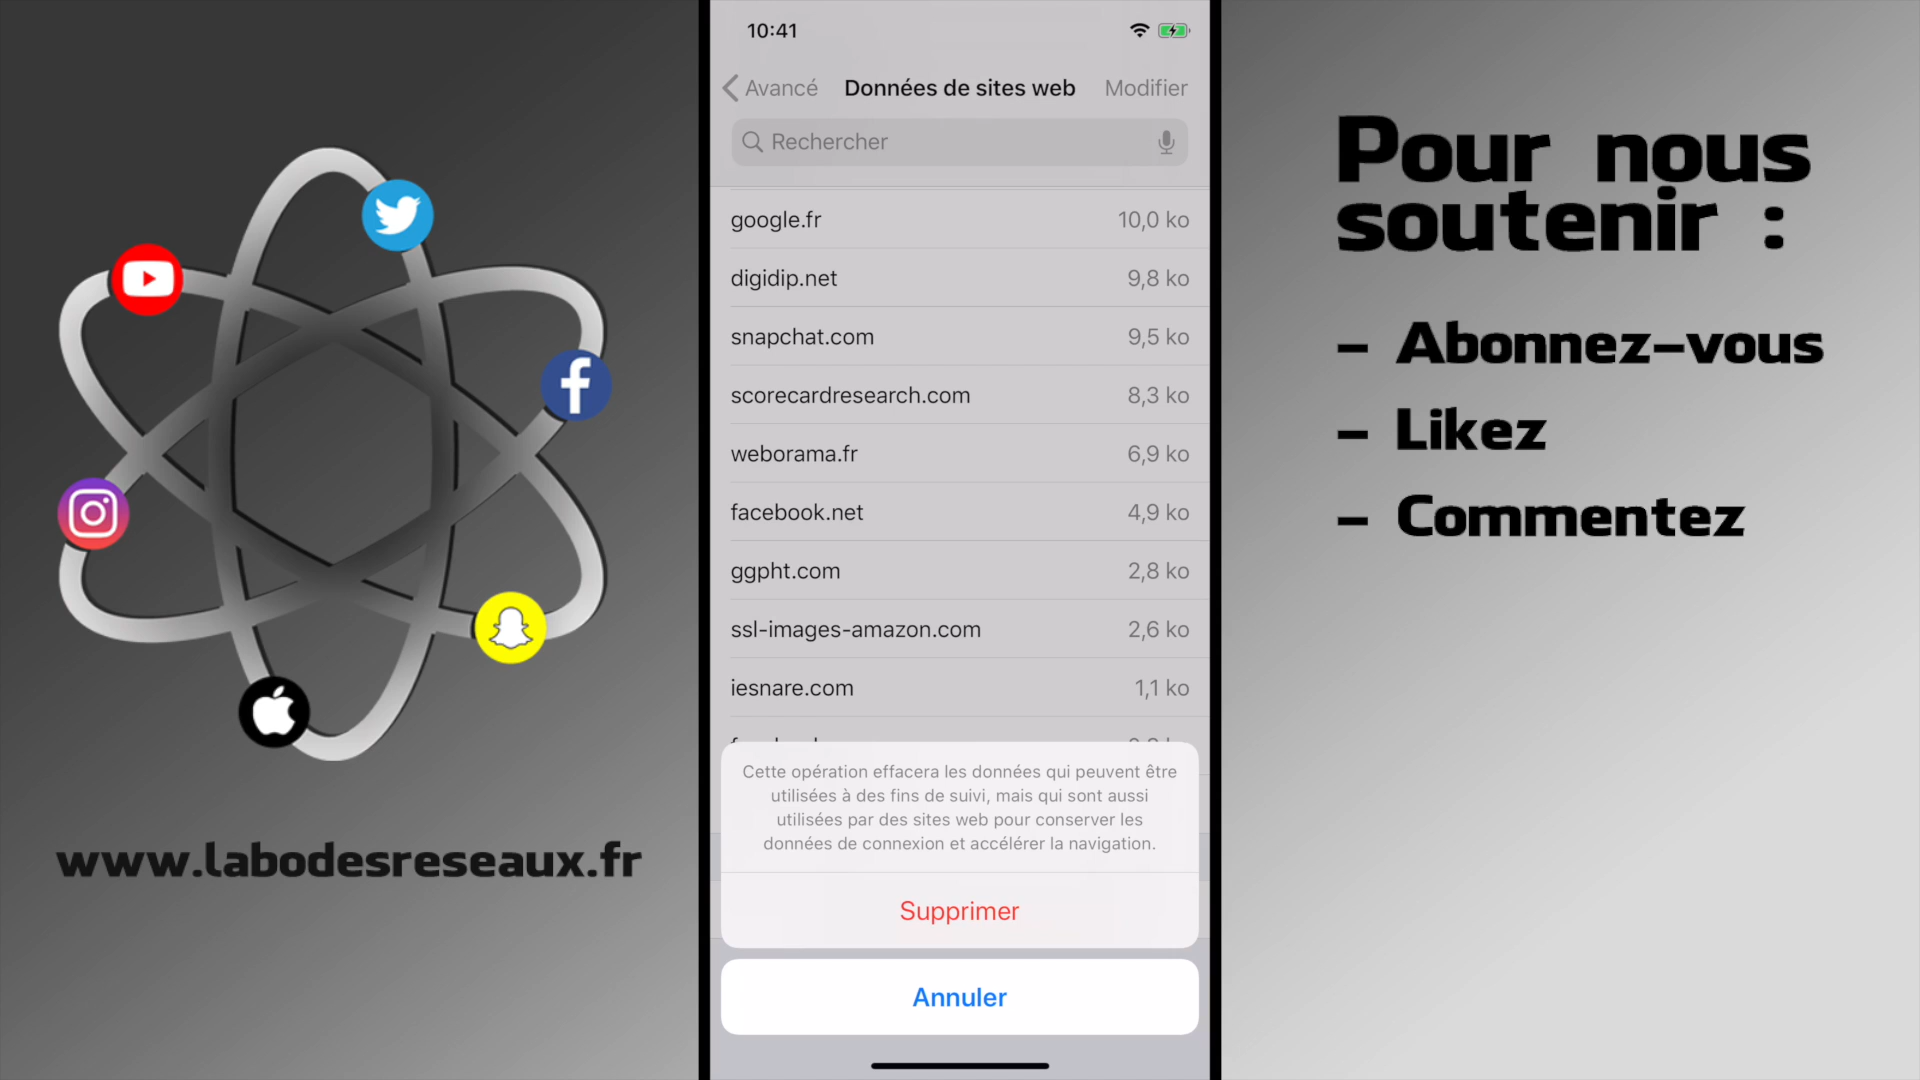 10:41
Avancé Données de sites web Modifier
Rechercher
google.fr 10,0 ko
digidip.net 9,8 ko
snapchat.com 9,5 ko
scorecardresearch.com 8,3 ko
weborama.fr 6,9 ko
facebook.net 4,9 ko
ggpht.com 2,8 ko
ssl-images-amazon.com 2,6 ko
iesnare.com 1,1 ko
Cette opération effacera les données qui peuvent être
utilisées à des fins de suivi, mais qui sont aussi
utilisées par des sites web pour conserver les
données de connexion et accélérer la navigation.
Supprimer
Annuler
www.labodesreseaux.fr
Pour nous
soutenir :
- Abonnez-vous
- Likez
- Commentez